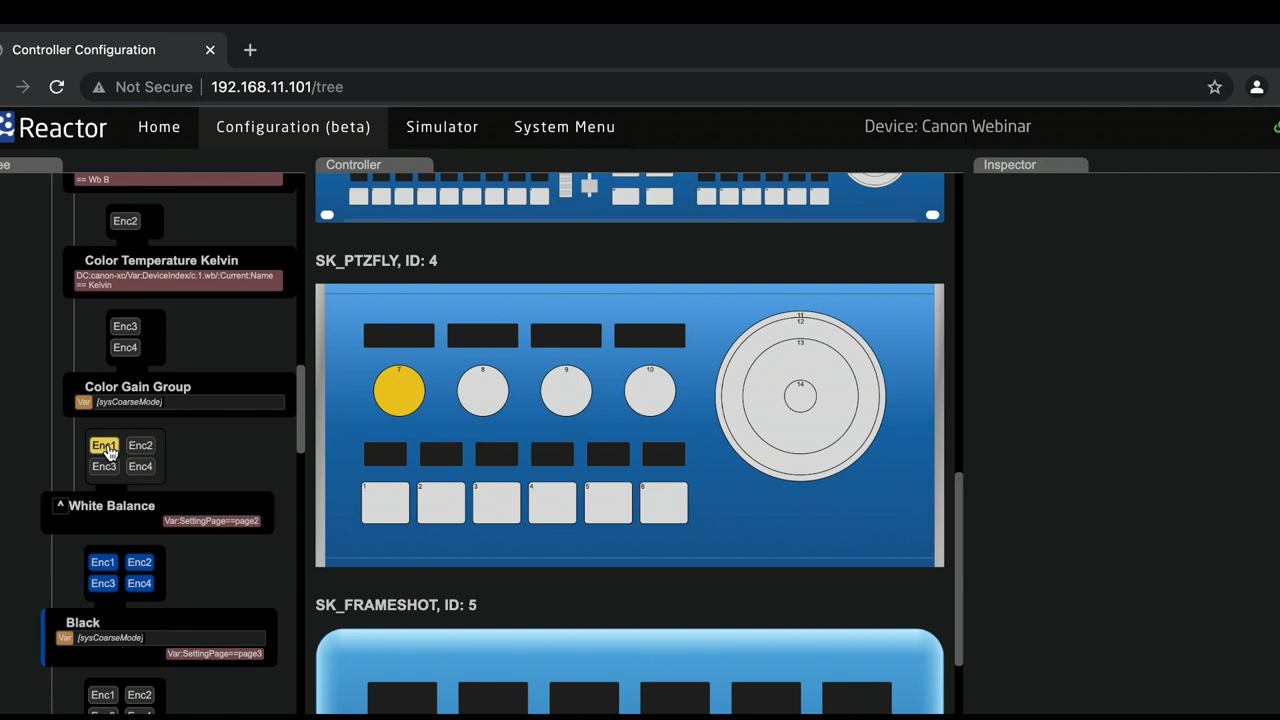 Controller Configuration
Not Secure 192.168.11.101/tree
Reactor Home Configuration (beta) Simulator System Menu Device: Canon Webinar
Controller
Inspector
== Wb B
Enc2
Color Temperature Kelvin
DC:canon-xc/Var:DeviceIndex/c.1.wb/:Current:Name
== Kelvin
Enc3
Enc4
Color Gain Group
Var [sysCoarseMode]
Enc1 Enc2
Enc3 Enc4
^ White Balance
Var:SettingPage==page2
Enc1 Enc2
Enc3 Enc4
Black
Var [sysCoarseMode]
Var:SettingPage==page3
Enc1 Enc2
SK_PTZFLY, ID: 4
7 8 9 10
11
12
13
14
1 2 3 4 5 6
SK_FRAMESHOT, ID: 5